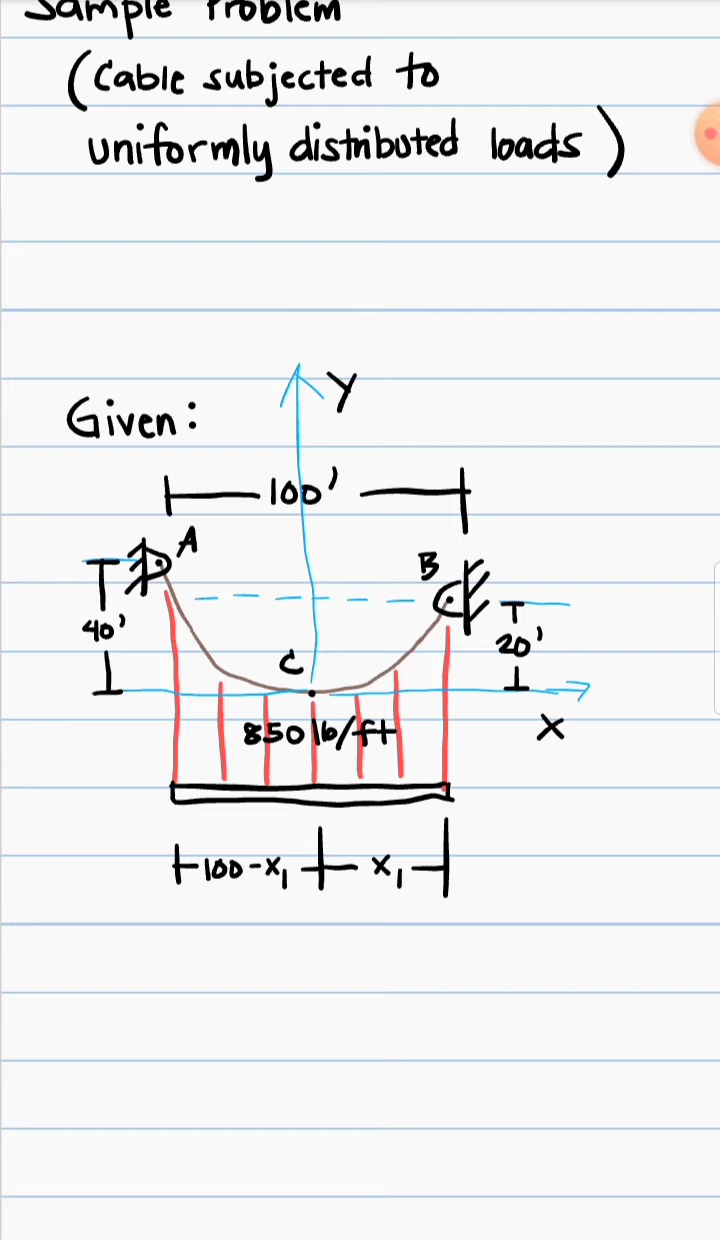 Sample Problem
(Cable subjected to
uniformly distributed loads)
Y
Given:
100'
A
B
40'
20'
C
850 lb/ft
X
100-x₁ x₁